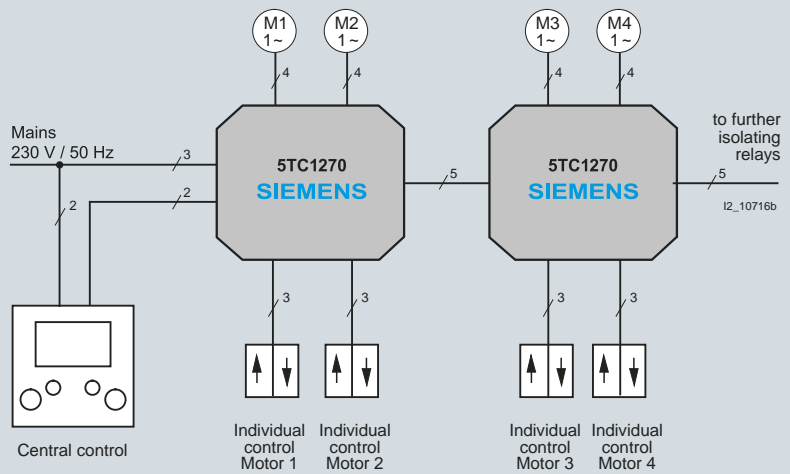 M1
1~
M2
1~
M3
1~
M4
1~
4
4
4
4
Mains
230 V / 50 Hz
3
2
2
5TC1270
SIEMENS
5
5TC1270
SIEMENS
to further
isolating
relays
5
I2_10716b
3
3
3
3
Central control
Individual
control
Motor 1
Individual
control
Motor 2
Individual
control
Motor 3
Individual
control
Motor 4